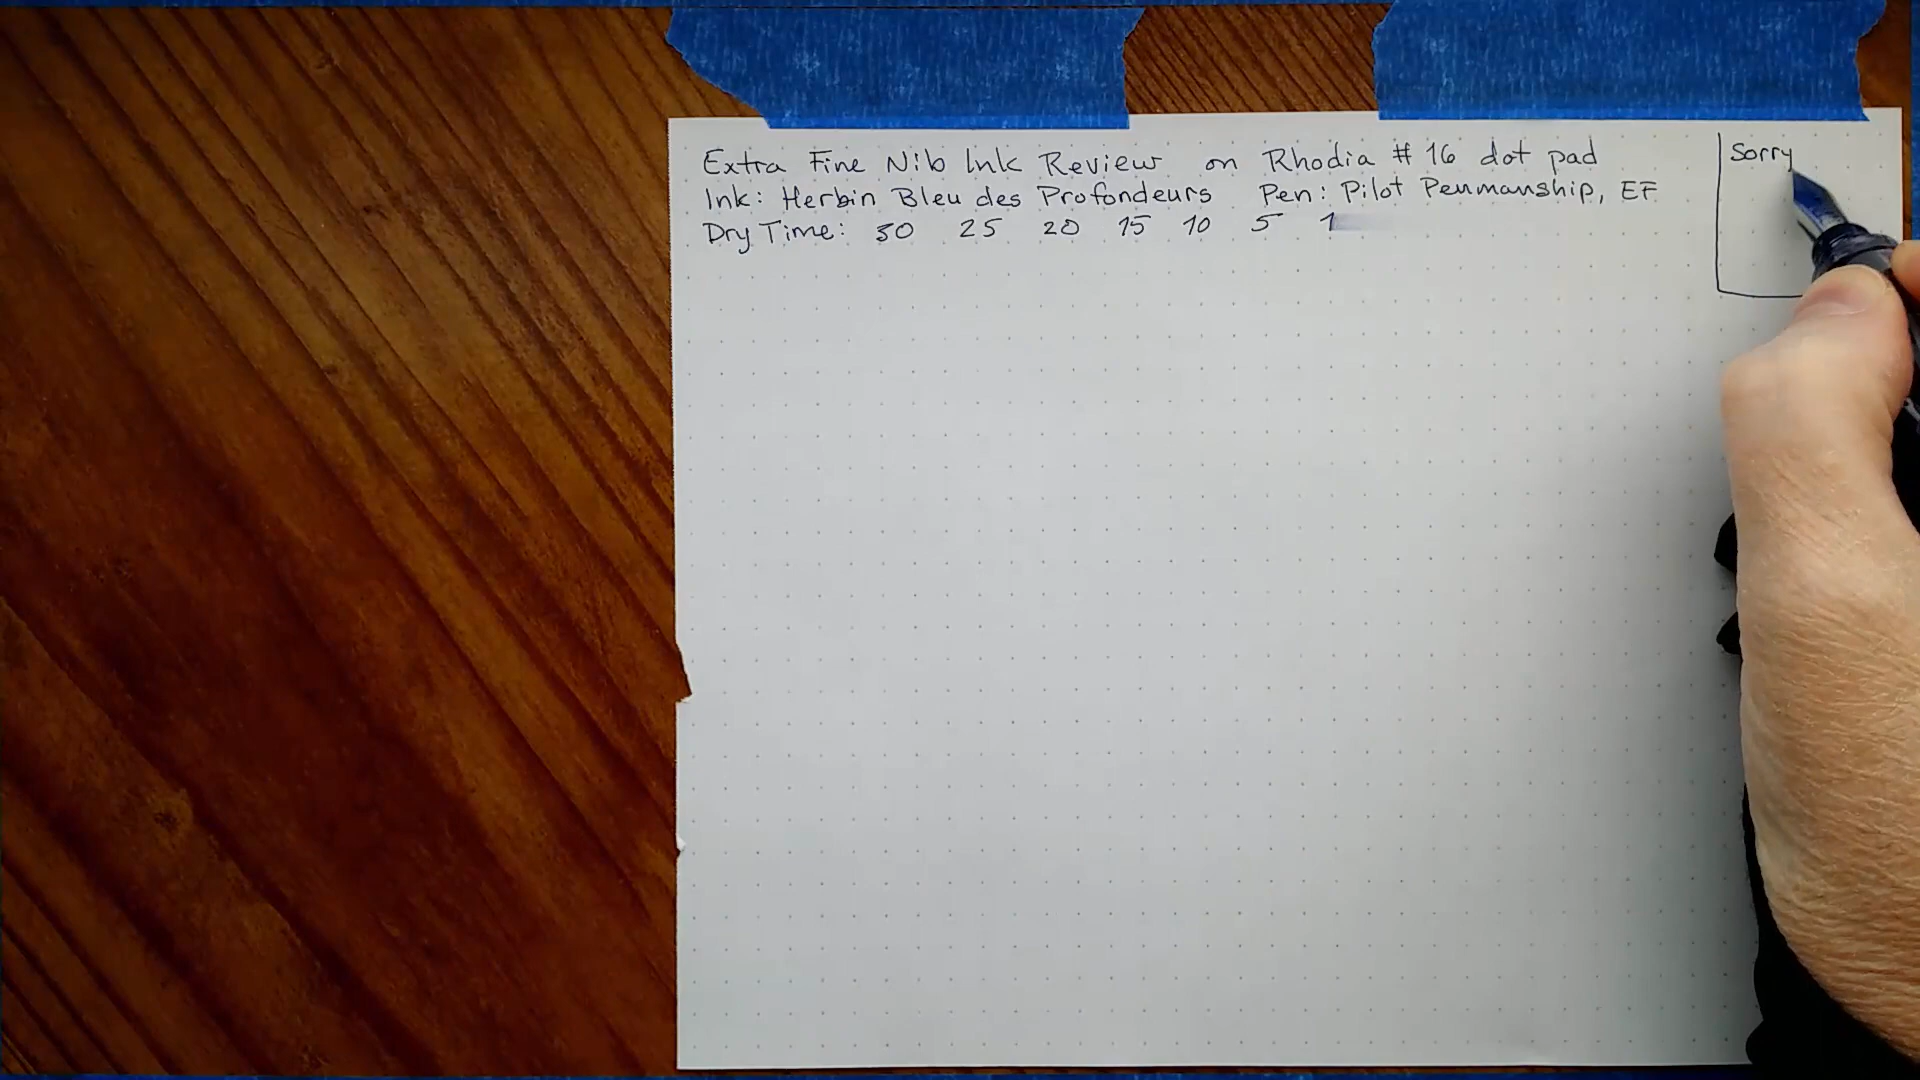 Extra Fine Nib Ink Review on Rhodia # 16 dot pad
Ink: Herbin Bleu des Profondeurs Pen: Pilot Penmanship, EF
Dry Time: 30 25 20 15 10 5 1
Sorry